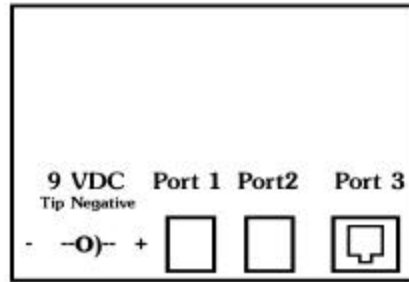 9 VDC Port 1 Port2 Port 3
Tip Negative
- --O)-- +